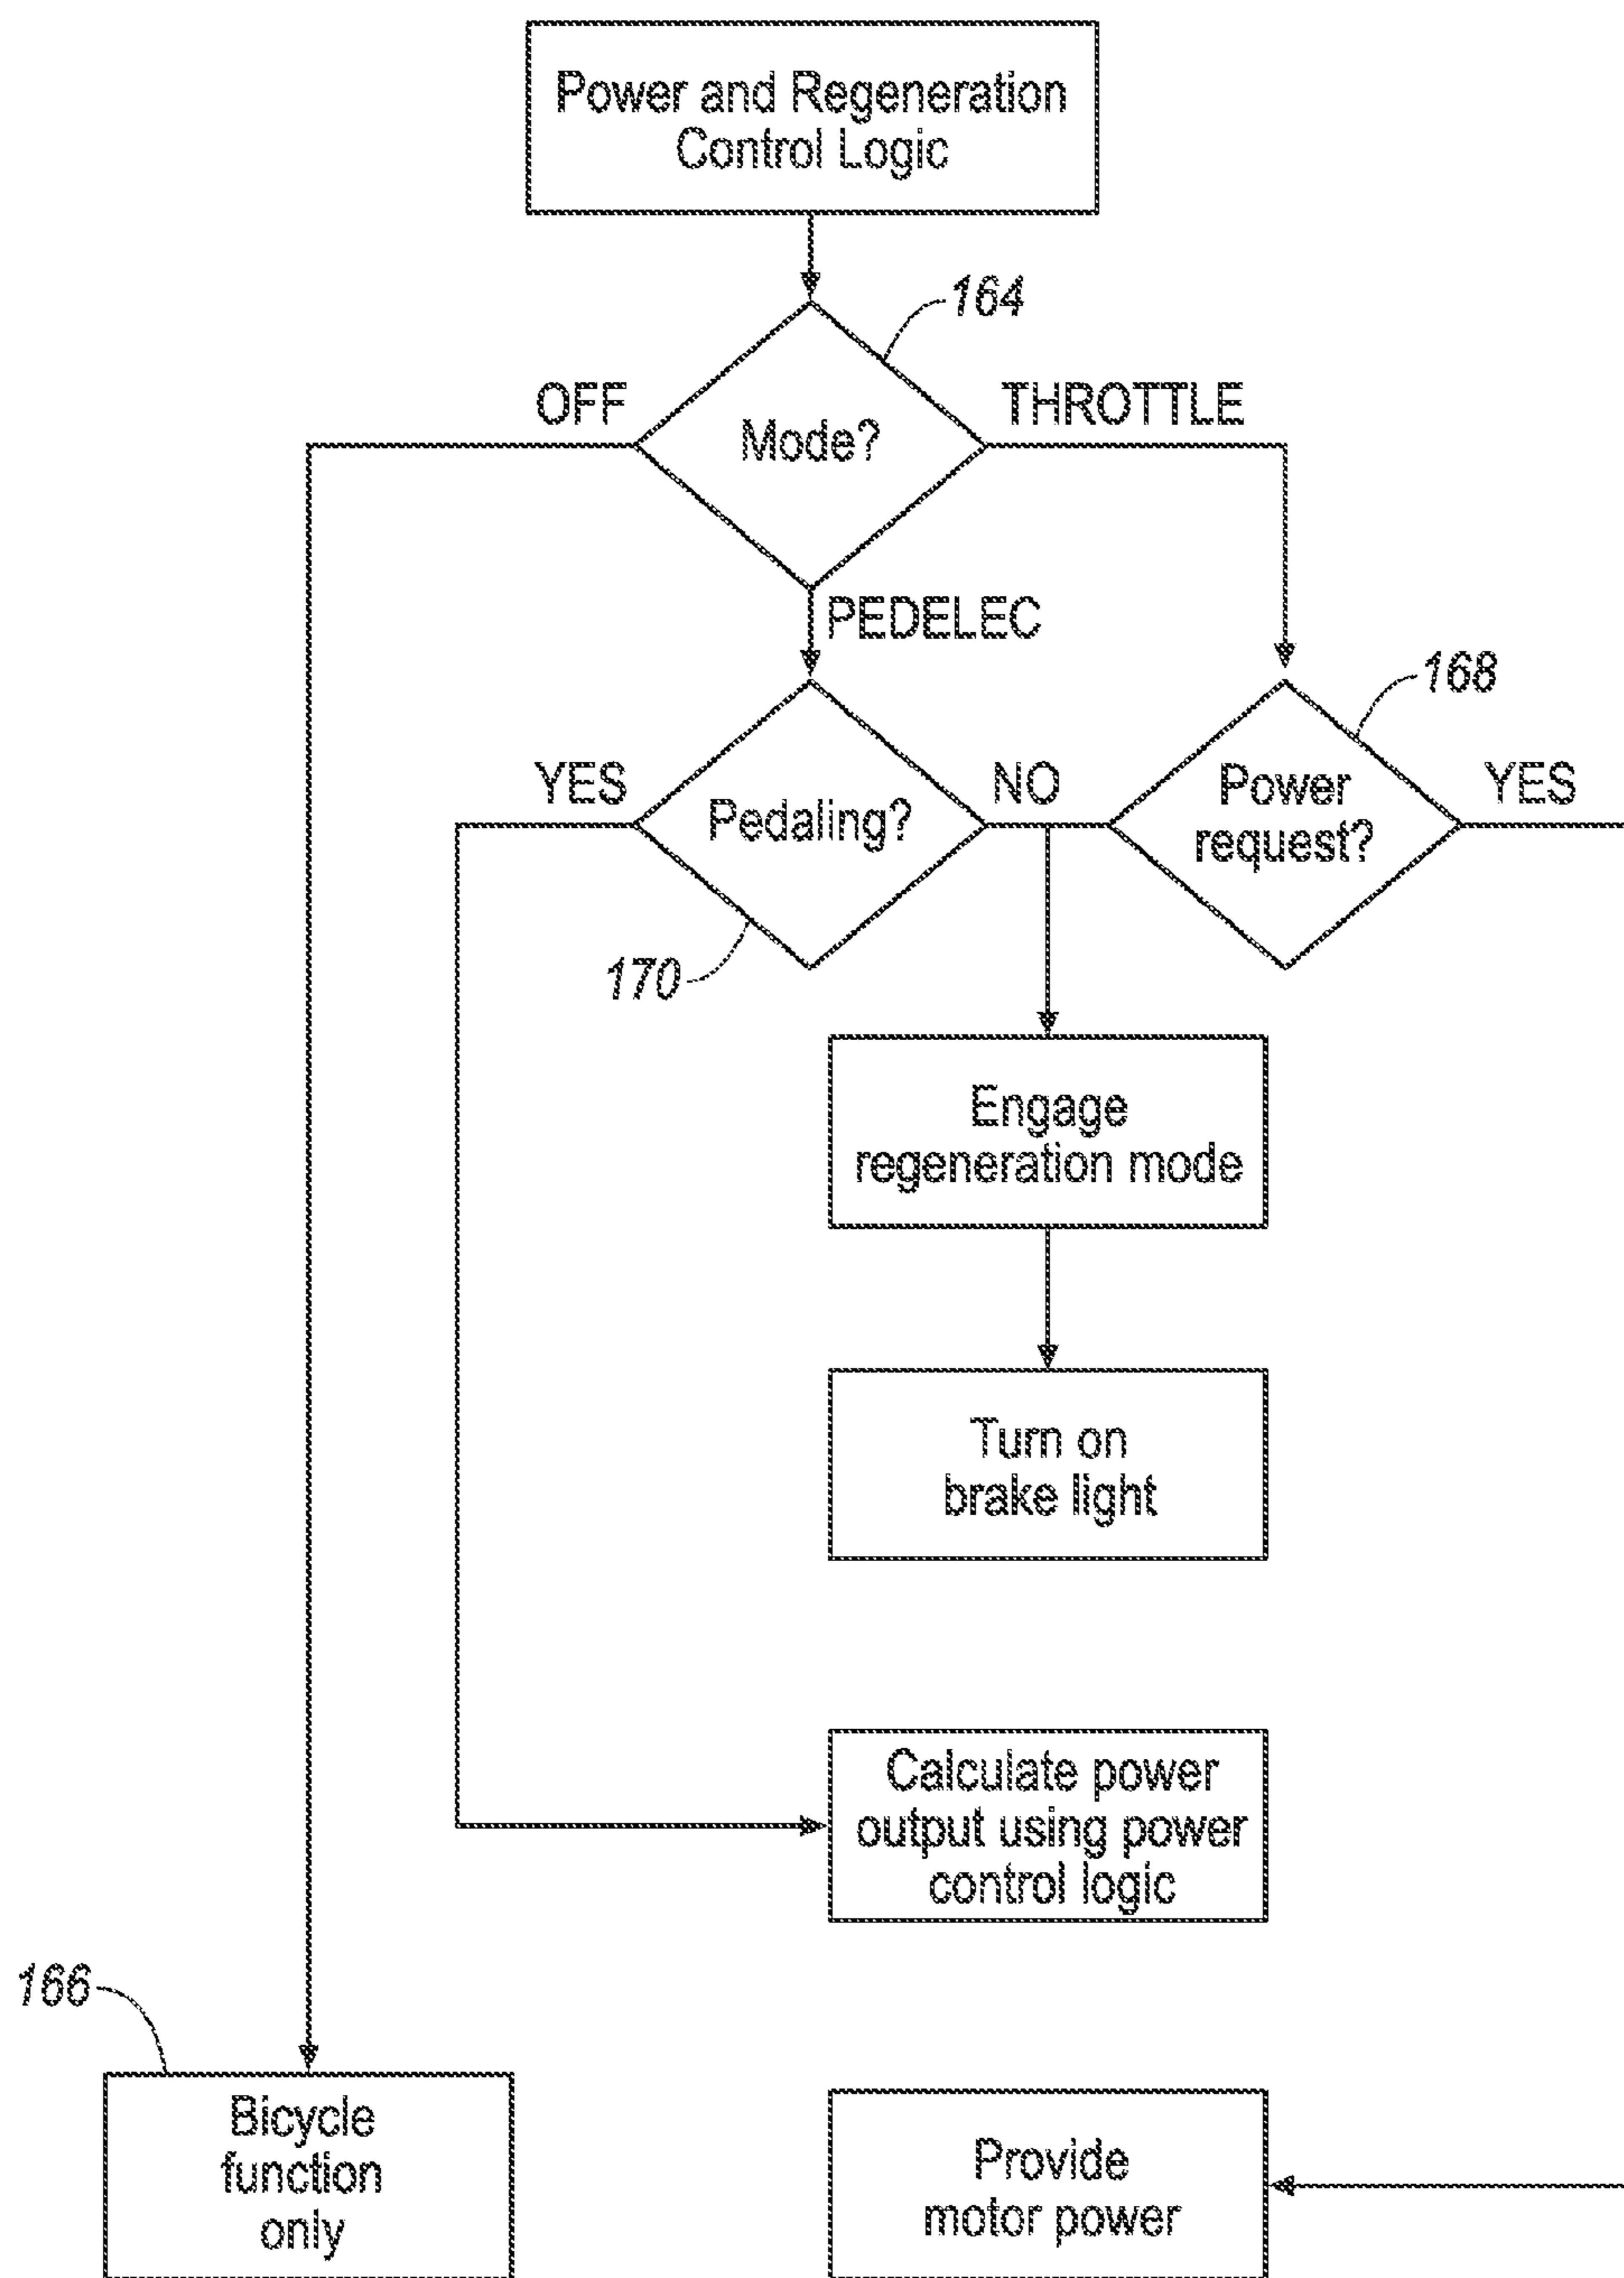 Power and Regeneration
Control Logic
164
OFF
THROTTLE
Mode?
PEDELEC
168
YES
Pedaling?
NO
Power
request?
YES
170
Engage
regeneration mode
Turn on
brake light
Calculate power
output using power
control logic
166
Bicycle
function
only
Provide
motor power